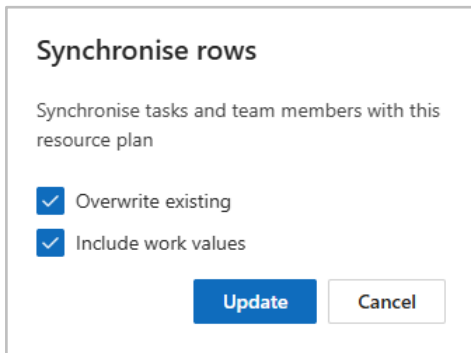 Synchronise rows
Synchronise tasks and team members with this
resource plan
Overwrite existing
Include work values
Update Cancel